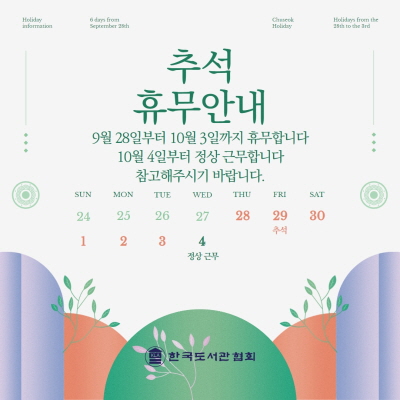 Holiday
information
6 days from
September 28th
Chuseok
Holiday
Holidays from the
28th to the 3rd
추석
휴무안내
9월 28일부터 10월 3일까지 휴무합니다
10월 4일부터 정상 근무합니다
참고해주시기 바랍니다.
SUN MON TUE WED THU FRI SAT
24 25 26 27 28 29 30
추석
1 2 3 4
정상 근무
한국도서관협회